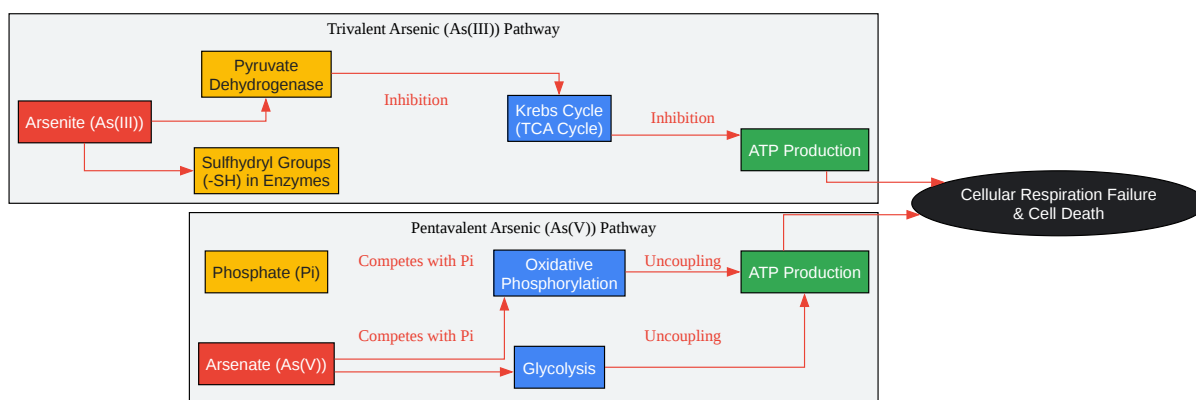 Trivalent Arsenic (As(III)) Pathway
Pyruvate
Dehydrogenase
Inhibition
Arsenite (As(III))
Krebs Cycle
(TCA Cycle)
Inhibition
ATP Production
Sulfhydryl Groups
(-SH) in Enzymes
Cellular Respiration Failure
& Cell Death
Pentavalent Arsenic (As(V)) Pathway
Phosphate (Pi)
Competes with Pi
Oxidative
Phosphorylation
Uncoupling
ATP Production
Competes with Pi
Uncoupling
Arsenate (As(V))
Glycolysis